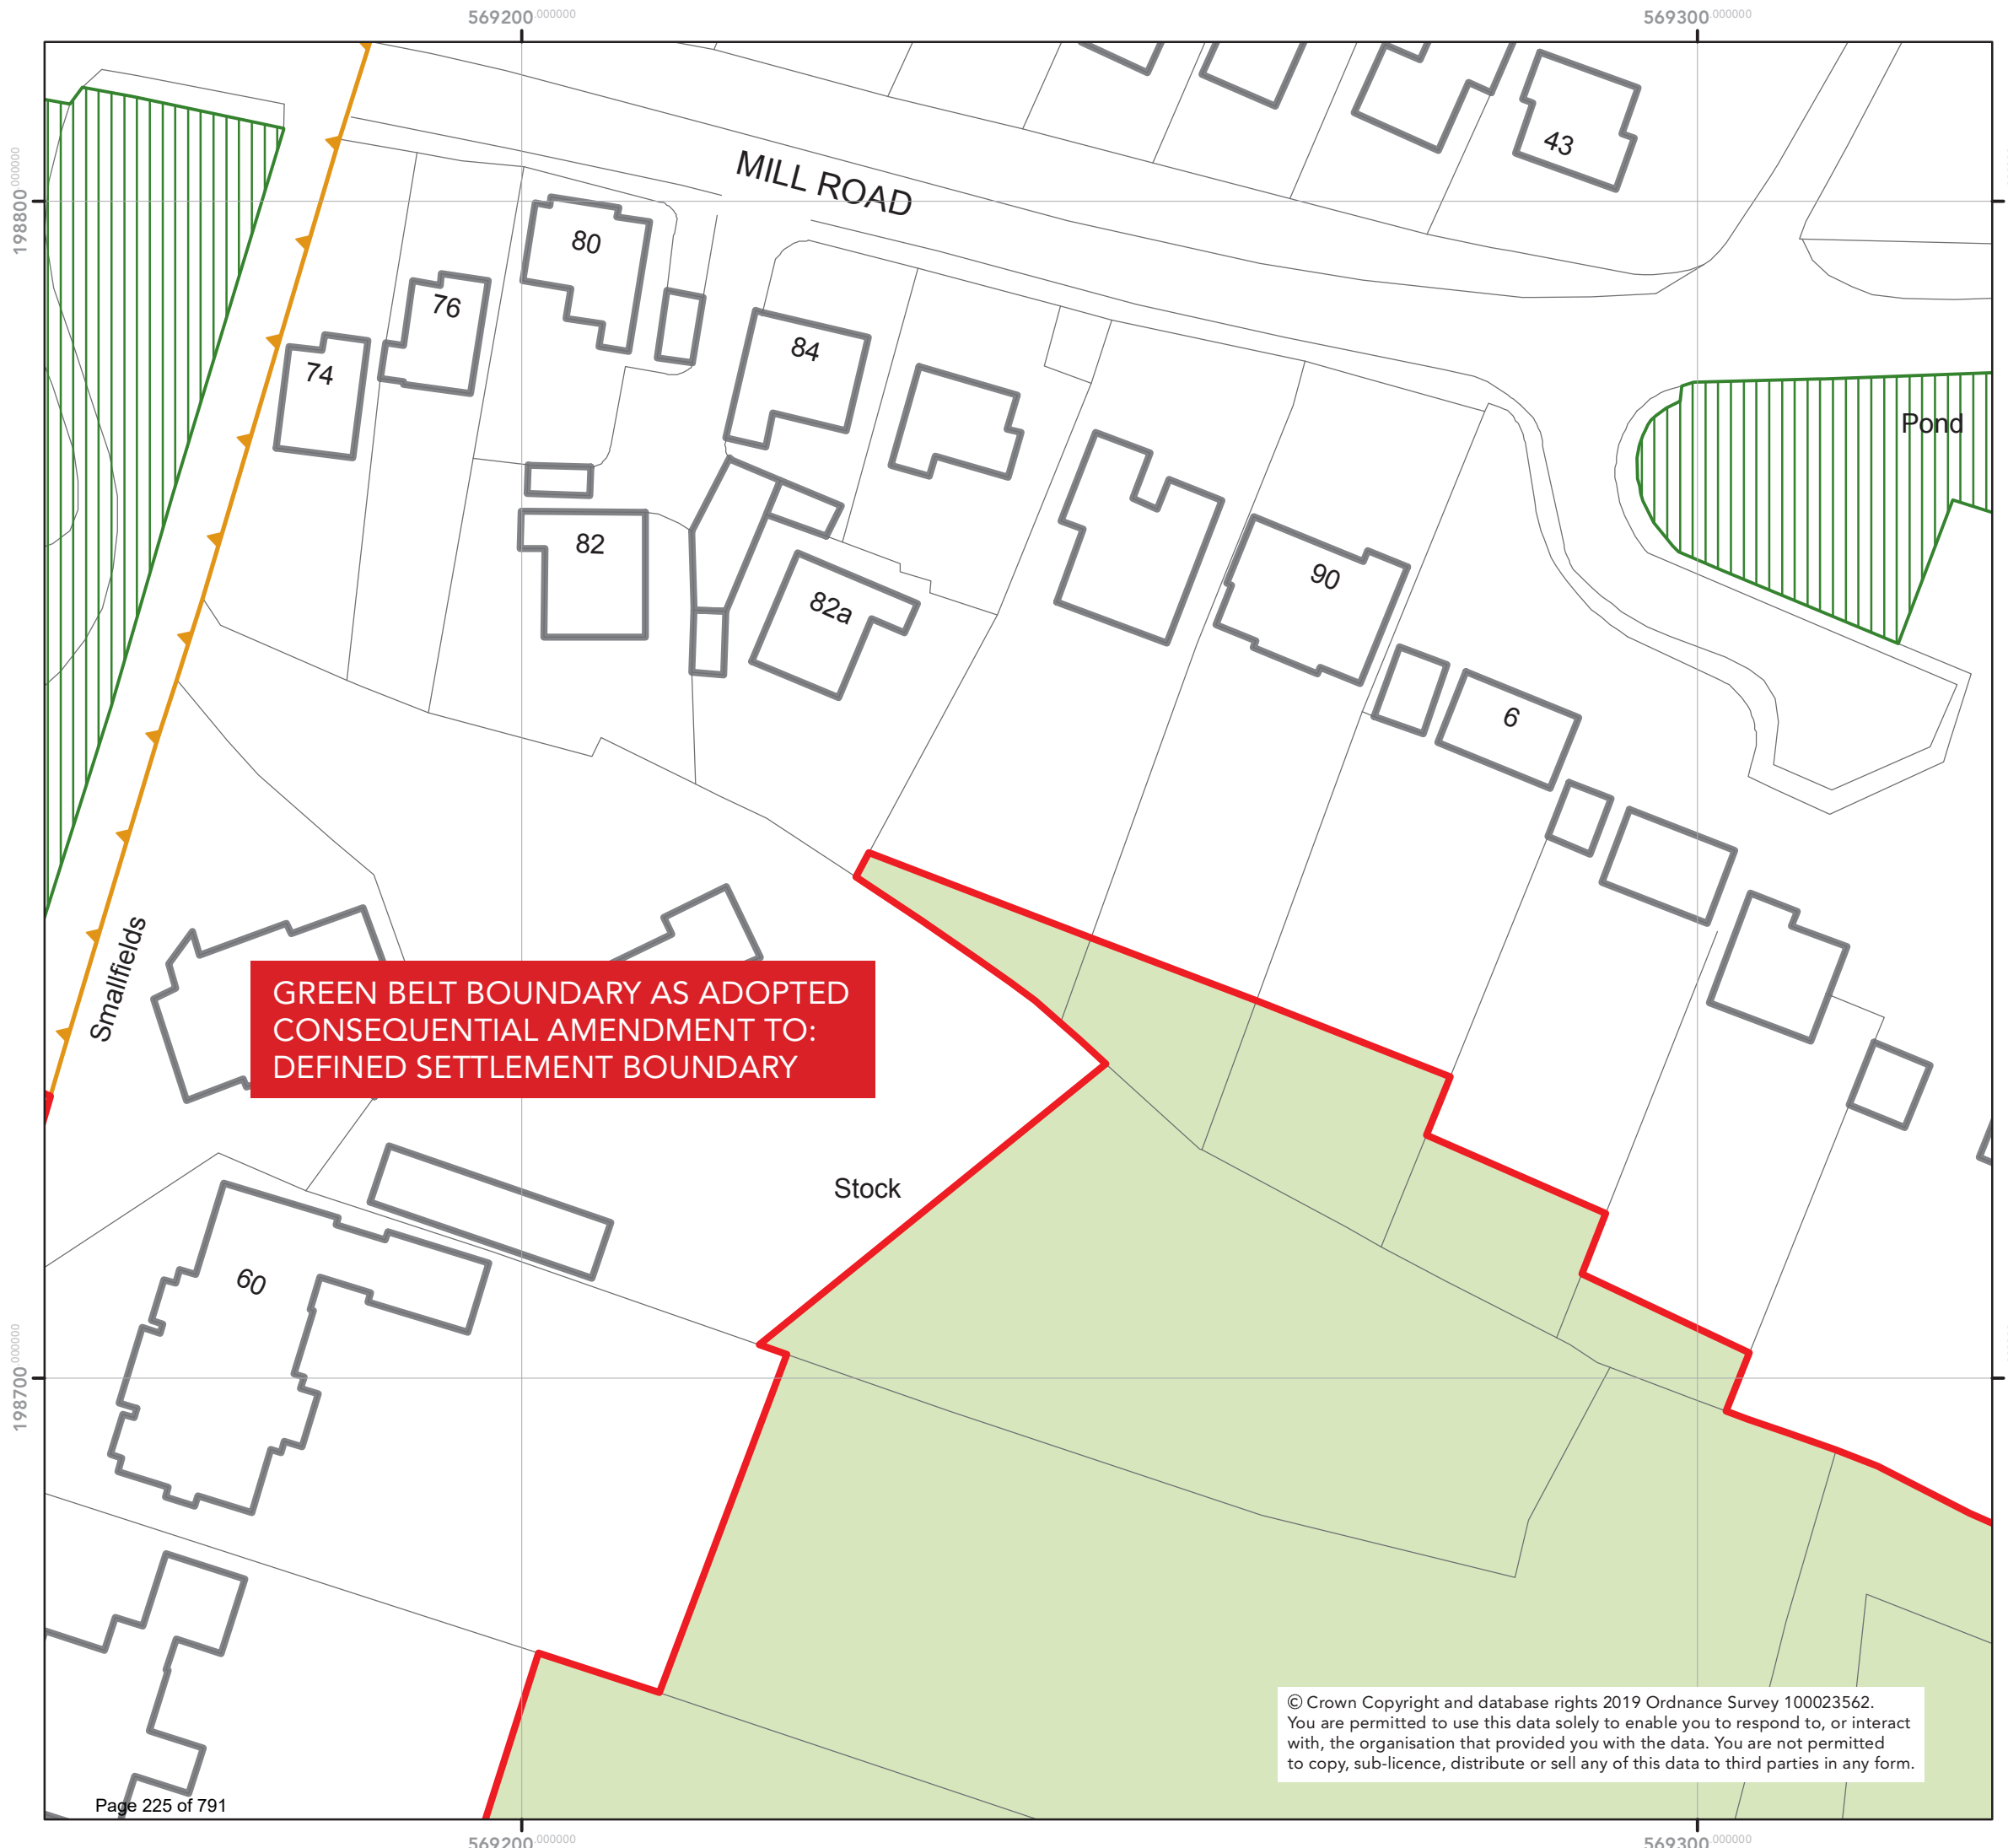 569200.000000
569300.000000
198800.000000
43
MILL ROAD
80
76
84
74
Pond
82
90
82a
6
Smallfields
GREEN BELT BOUNDARY AS ADOPTED
CONSEQUENTIAL AMENDMENT TO:
DEFINED SETTLEMENT BOUNDARY
Stock
60
198700.000000
© Crown Copyright and database rights 2019 Ordnance Survey 100023562.
You are permitted to use this data solely to enable you to respond to, or interact
with, the organisation that provided you with the data. You are not permitted
to copy, sub-licence, distribute or sell any of this data to third parties in any form.
Page 225 of 791
569200.000000
569300.000000